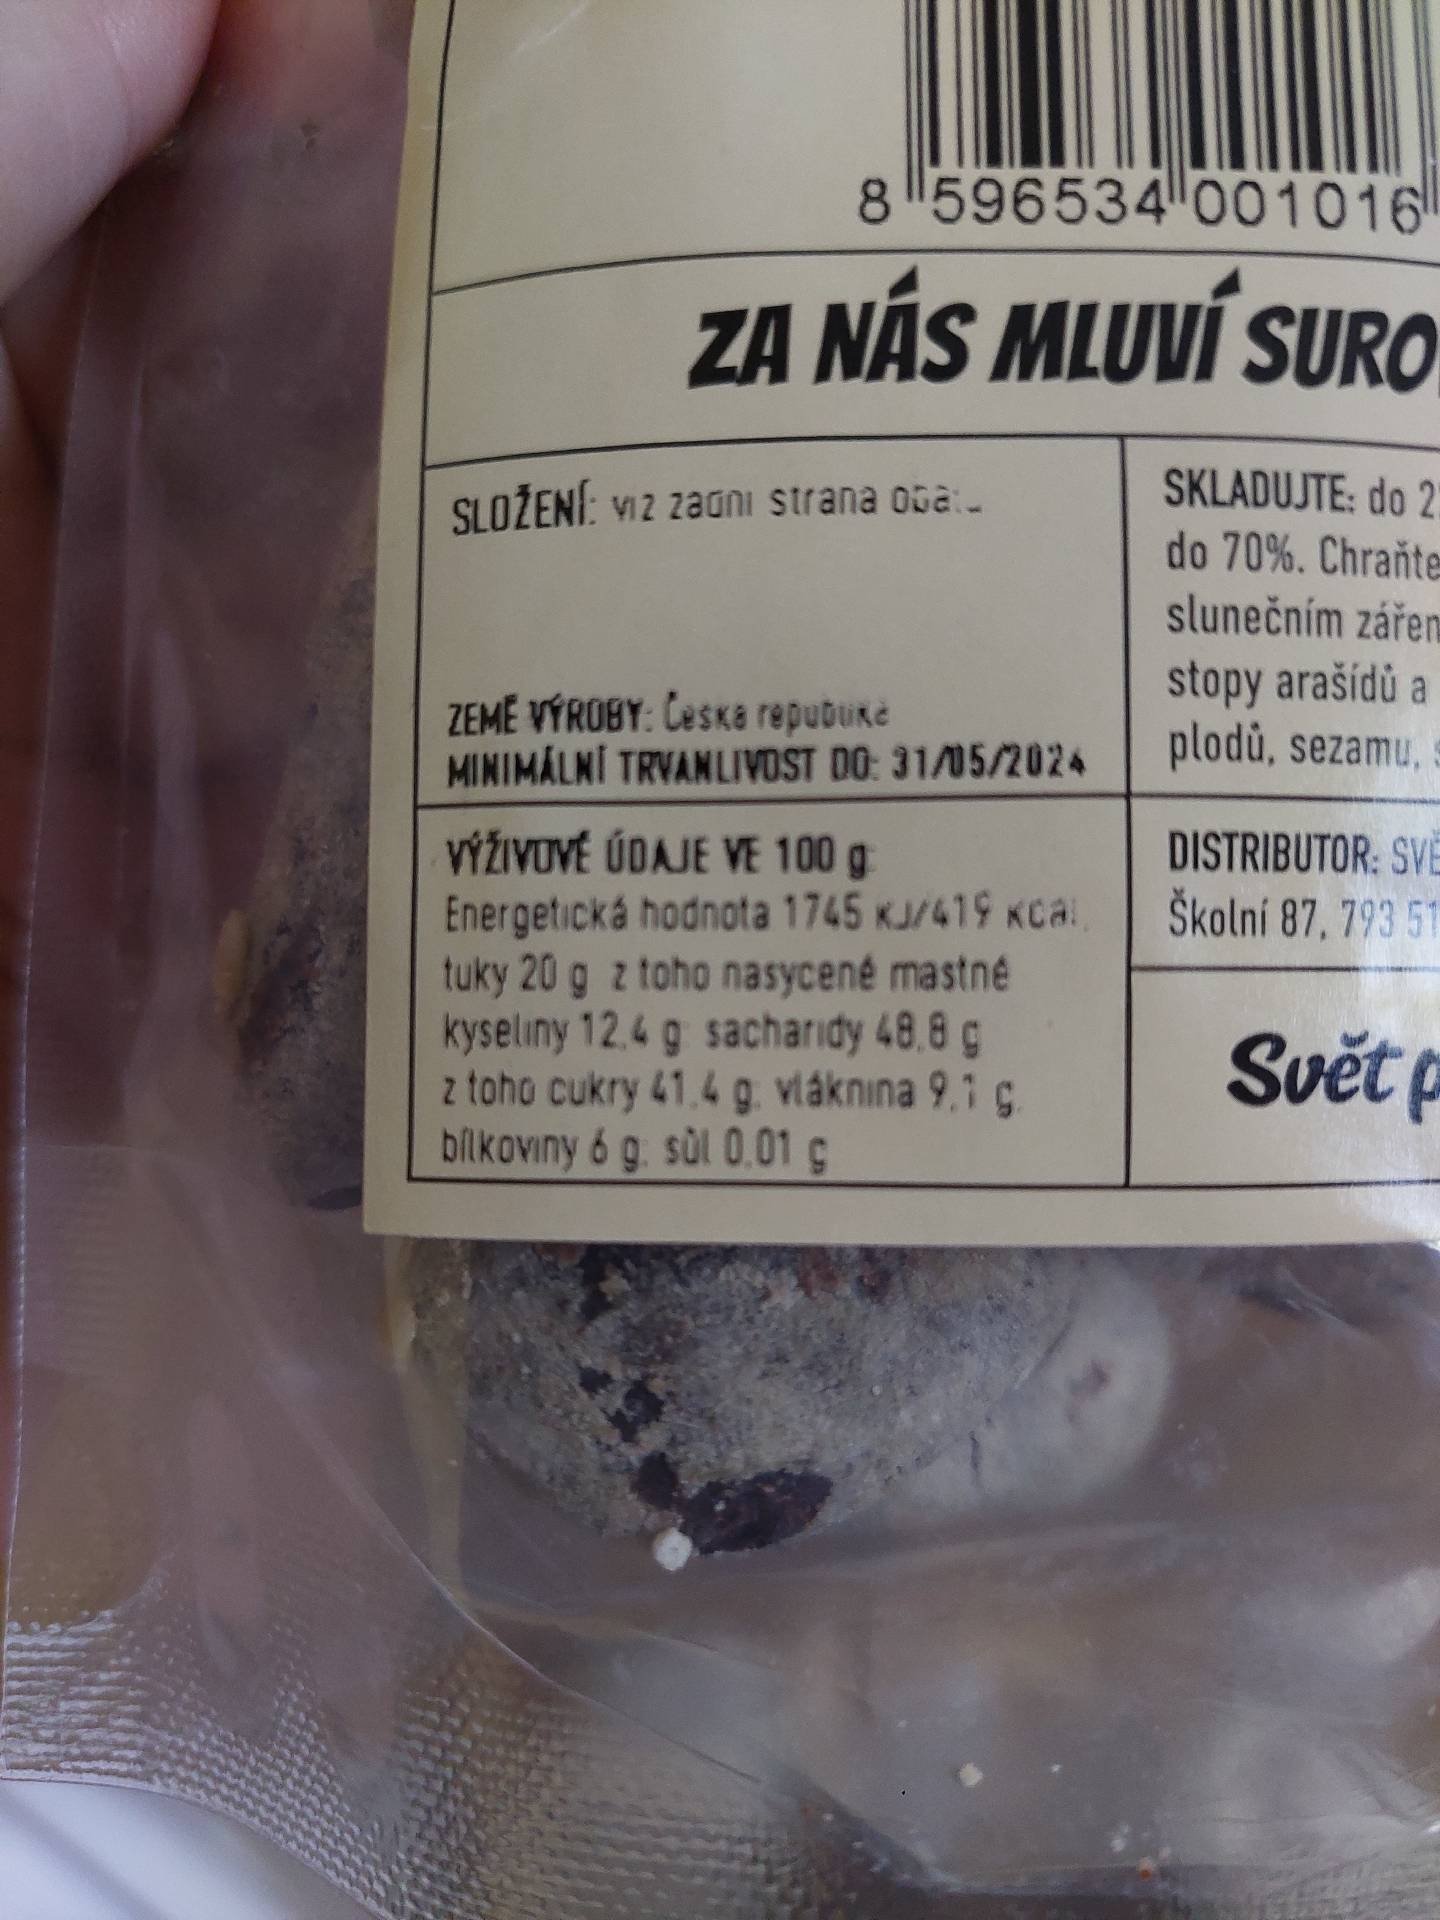 8 596534 001016
ZA NÁS MLUVÍ SURO
SLOŽENÍ: viz zadní strana
ZEMĚ VÝROBY: Česká republika
MINIMÁLNÍ TRVANLIVOST DO: 31/05/2024
VÝŽIVOVÉ ÚDAJE VE 100 g:
Energetická hodnota 1745 KJ/419 Kcal,
tuky 20 g z toho nasycené mastné
kyseliny 12,4 g sacharidy 48,8 g
z toho cukry 41,4 g, vláknina 9,1 g,
bílkoviny 6 g, sůl 0,01 g
SKLADUJTE: do 2
do 70%. Chraňte
slunečním zářen
stopy arašídů a
plodů, sezamu,
DISTRIBUTOR: SVĚ
Školní 87, 793 51
Svět p